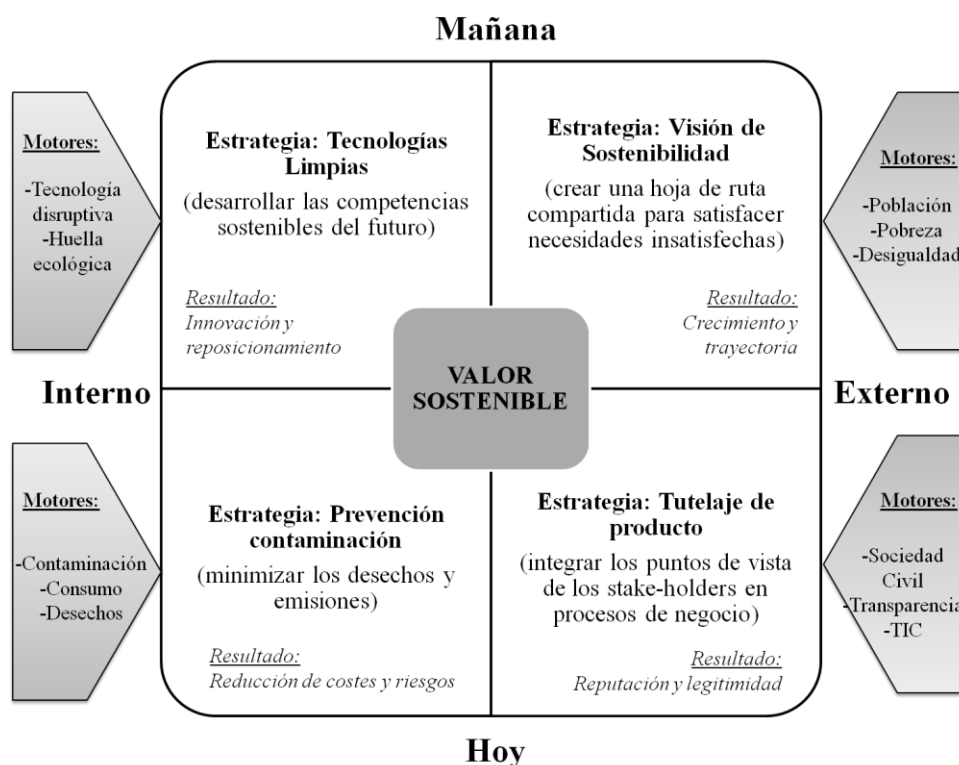 Mañana
Motores:
-Tecnología
disruptiva
-Huella
ecológica
Estrategia: Tecnologías
Limpias
(desarrollar las competencias
sostenibles del futuro)
Resultado:
Innovación y
reposicionamiento
Estrategia: Visión de
Sostenibilidad
(crear una hoja de ruta
compartida para satisfacer
necesidades insatisfechas)
Resultado:
Crecimiento y
trayectoria
Motores:
-Población
-Pobreza
-Desigualdad
Interno
VALOR
SOSTENIBLE
Externo
Motores:
-Contaminación
-Consumo
-Desechos
Estrategia: Prevención
contaminación
(minimizar los desechos y
emisiones)
Resultado:
Reducción de costes y riesgos
Estrategia: Tutelaje de
producto
(integrar los puntos de vista
de los stake-holders en
procesos de negocio)
Resultado:
Reputación y legitimidad
Motores:
-Sociedad
Civil
-Transparencia
-TIC
Hoy